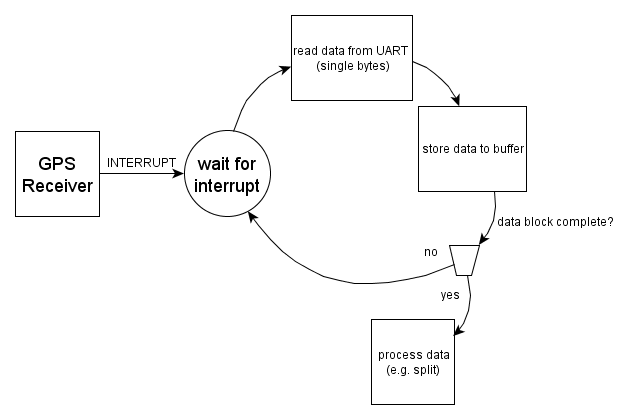 read data from UART
(single bytes)
store data to buffer
GPS
Receiver
INTERRUPT
wait for
interrupt
data block complete?
no
yes
process data
(e.g. split)